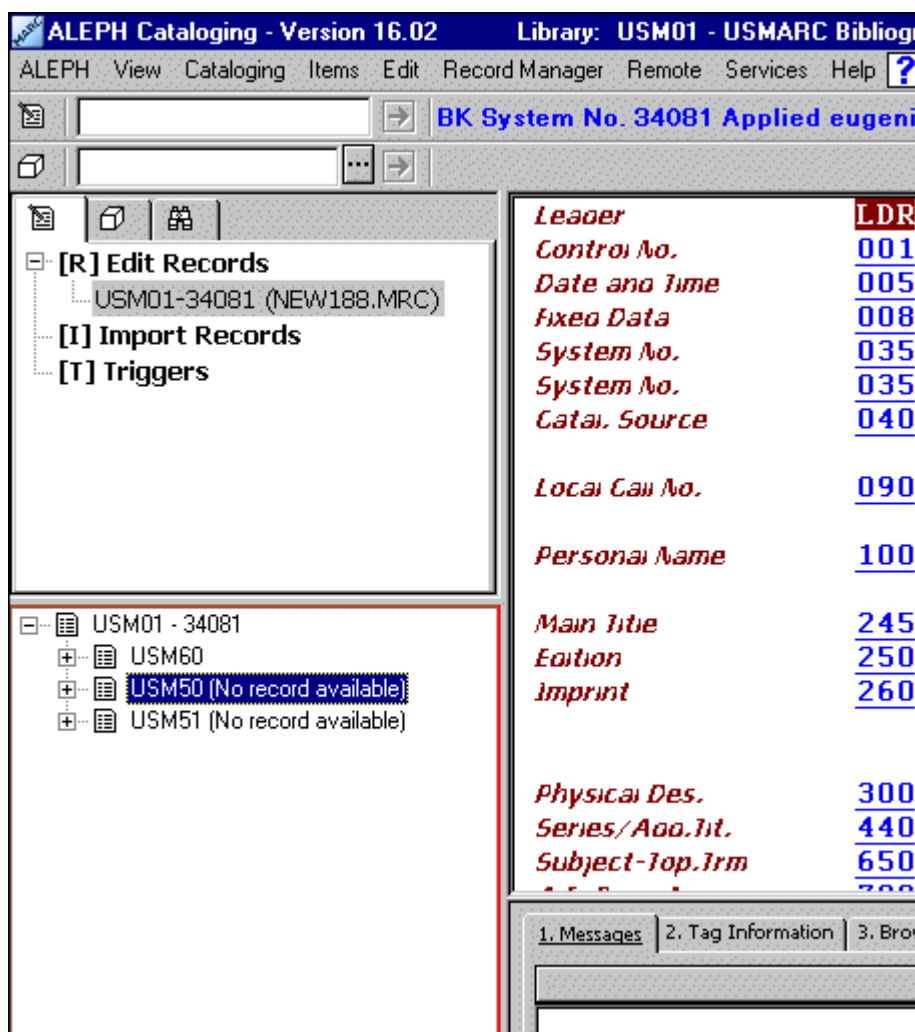 ALEPH Cataloging - Version 16.02 Library: USM01 - USMARC Bibliogr
ALEPH View Cataloging Items Edit Record Manager Remote Services Help ?
BK System No. 34081 Applied eugeni
...
[R] Edit Records
USM01-34081 (NEW188.MRC)
[I] Import Records
[T] Triggers
USM01 - 34081
USM60
USM50 (No record available)
USM51 (No record available)
Leader LDR
Control No. 001
Date and Time 005
Fixed Data 008
System No. 035
System No. 035
Catal. Source 040
Local Call No. 090
Personal Name 100
Main Title 245
Edition 250
Imprint 260
Physical Des. 300
Series/Add.Tit. 440
Subject-Top.Trm 650
1. Messages 2. Tag Information 3. Brow